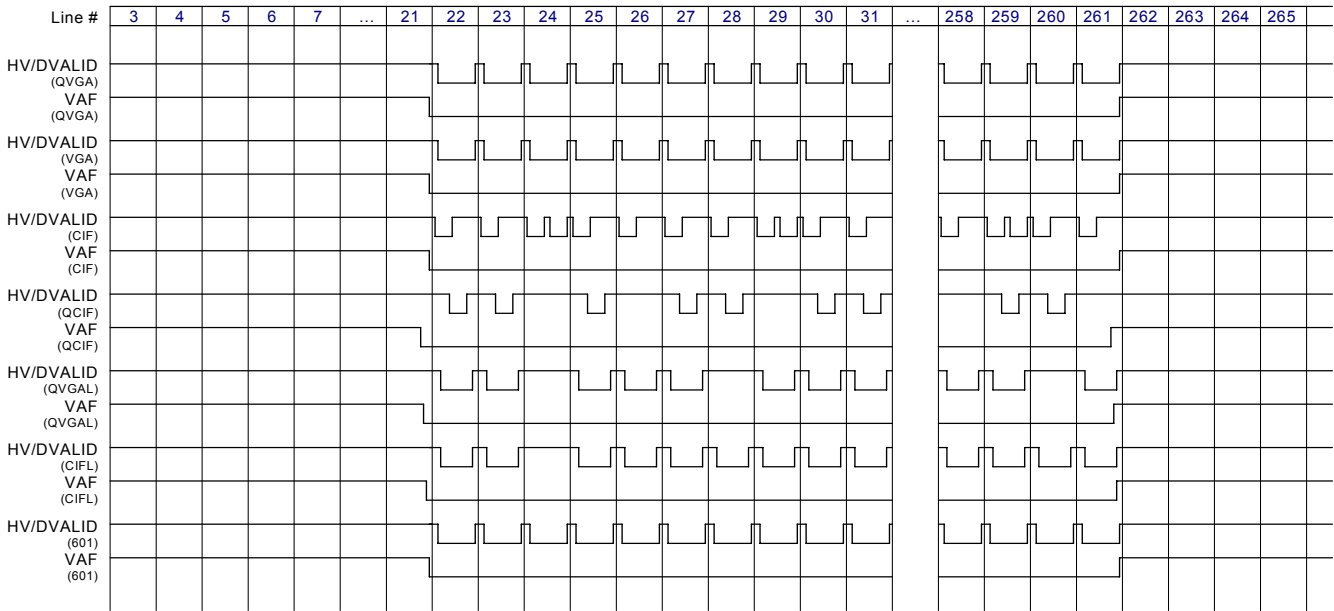 Line # 3 4 5 6 7 ... 21 22 23 24 25 26 27 28 29 30 31 ... 258 259 260 261 262 263 264 265
HV/DVALID
(QVGA)
VAF
(QVGA)
HV/DVALID
(VGA)
VAF
(VGA)
HV/DVALID
(CIF)
VAF
(CIF)
HV/DVALID
(QCIF)
VAF
(QCIF)
HV/DVALID
(QVGAL)
VAF
(QVGAL)
HV/DVALID
(CIFL)
VAF
(CIFL)
HV/DVALID
(601)
VAF
(601)